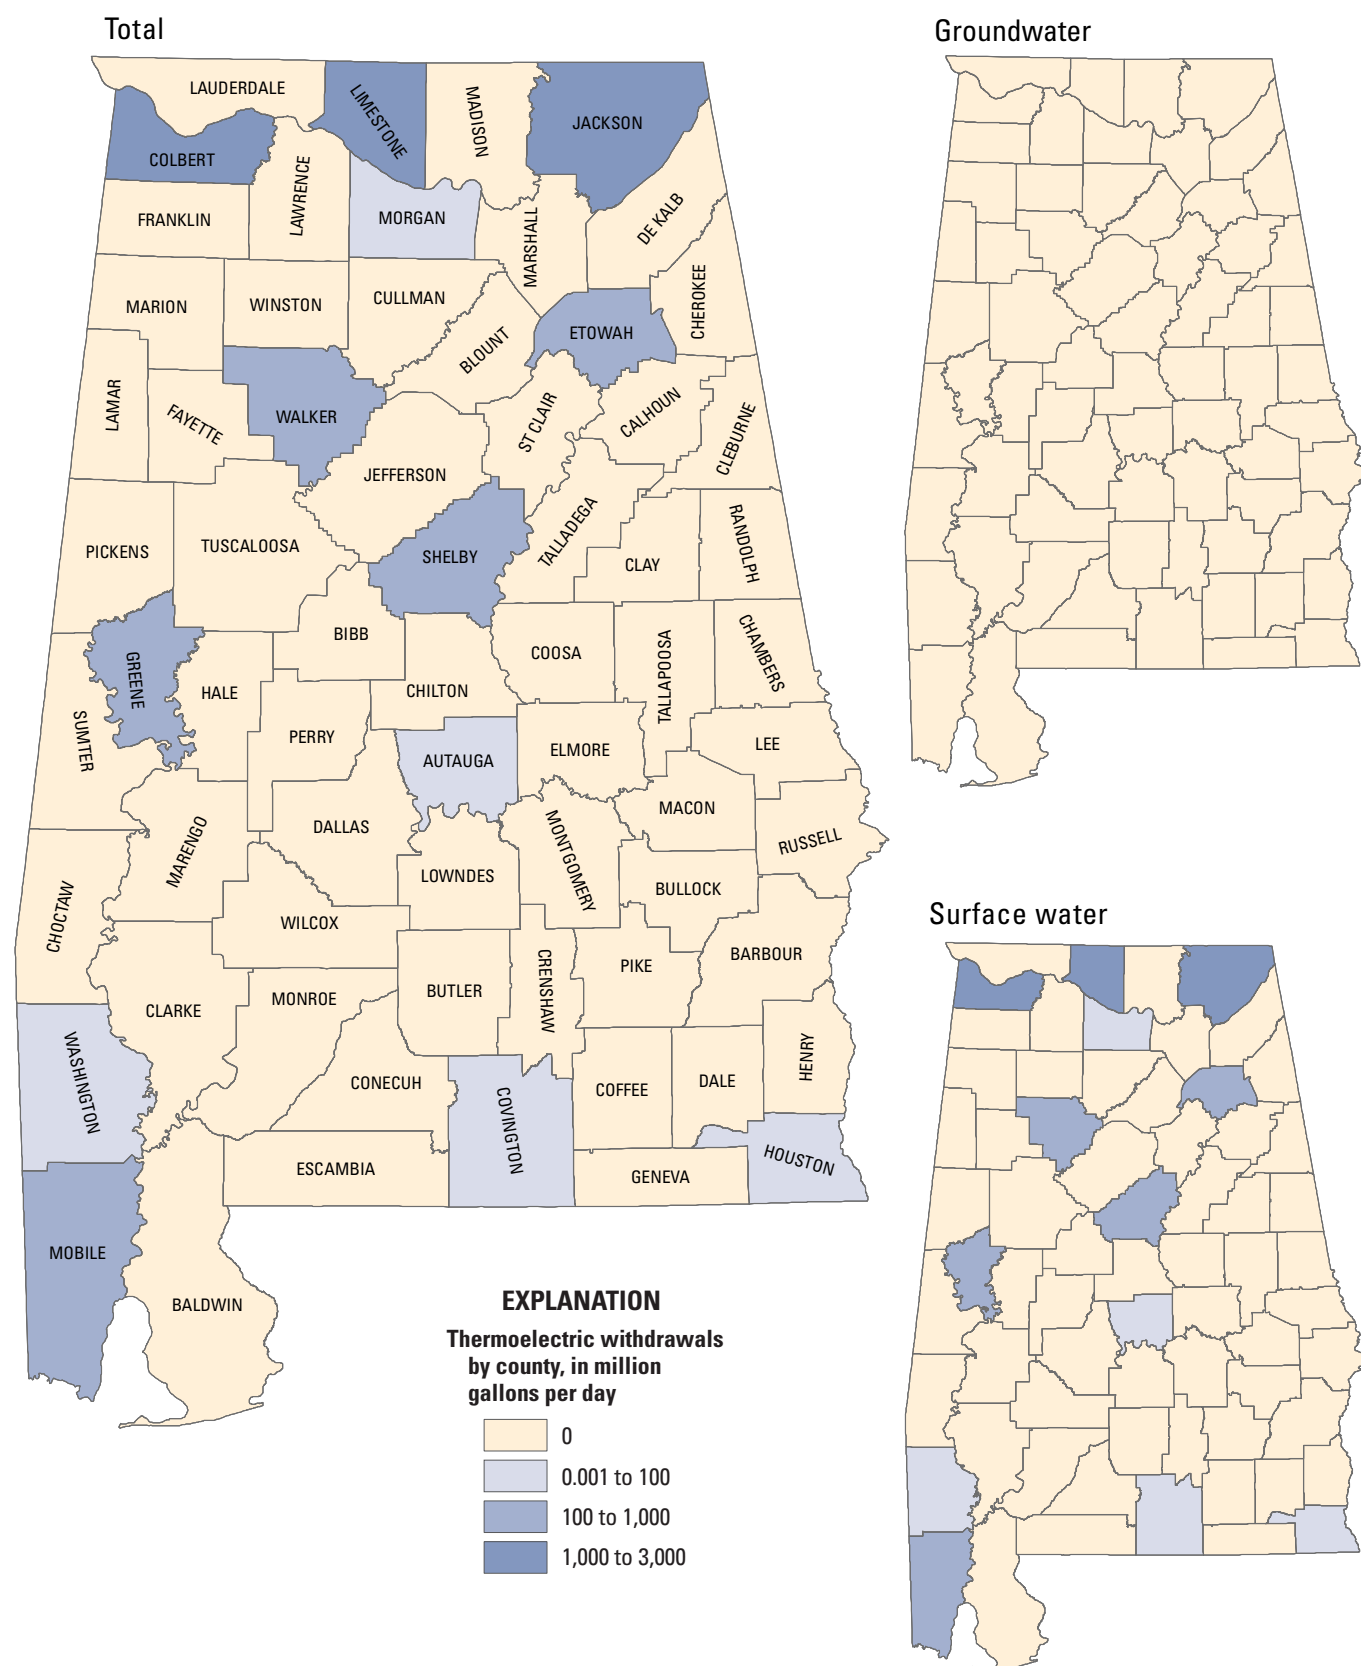 Total
Groundwater
LAUDERDALE
LIMESTONE
MADISON
JACKSON
COLBERT
LAWRENCE
FRANKLIN
MORGAN
MARSHALL
DE KALB
CHEROKEE
MARION
WINSTON
CULLMAN
BLOUNT
ETOWAH
LAMAR
FAYETTE
WALKER
ST CLAIR
CALHOUN
CLEBURNE
JEFFERSON
PICKENS
TUSCALOOSA
SHELBY
TALLADEGA
CLAY
RANDOLPH
GREENE
HALE
BIBB
CHILTON
COOSA
TALLAPOOSA
CHAMBERS
SUMTER
PERRY
AUTAUGA
ELMORE
LEE
MARENGO
DALLAS
LOWNDES
MONTGOMERY
MACON
RUSSELL
BULLOCK
CHOCTAW
WILCOX
Surface water
CLARKE
MONROE
BUTLER
CRENSHAW
PIKE
BARBOUR
WASHINGTON
CONECUH
COVINGTON
COFFEE
DALE
HENRY
ESCAMBIA
GENEVA
HOUSTON
MOBILE
BALDWIN
EXPLANATION
Thermoelectric withdrawals
by county, in million
gallons per day
0
0.001 to 100
100 to 1,000
1,000 to 3,000